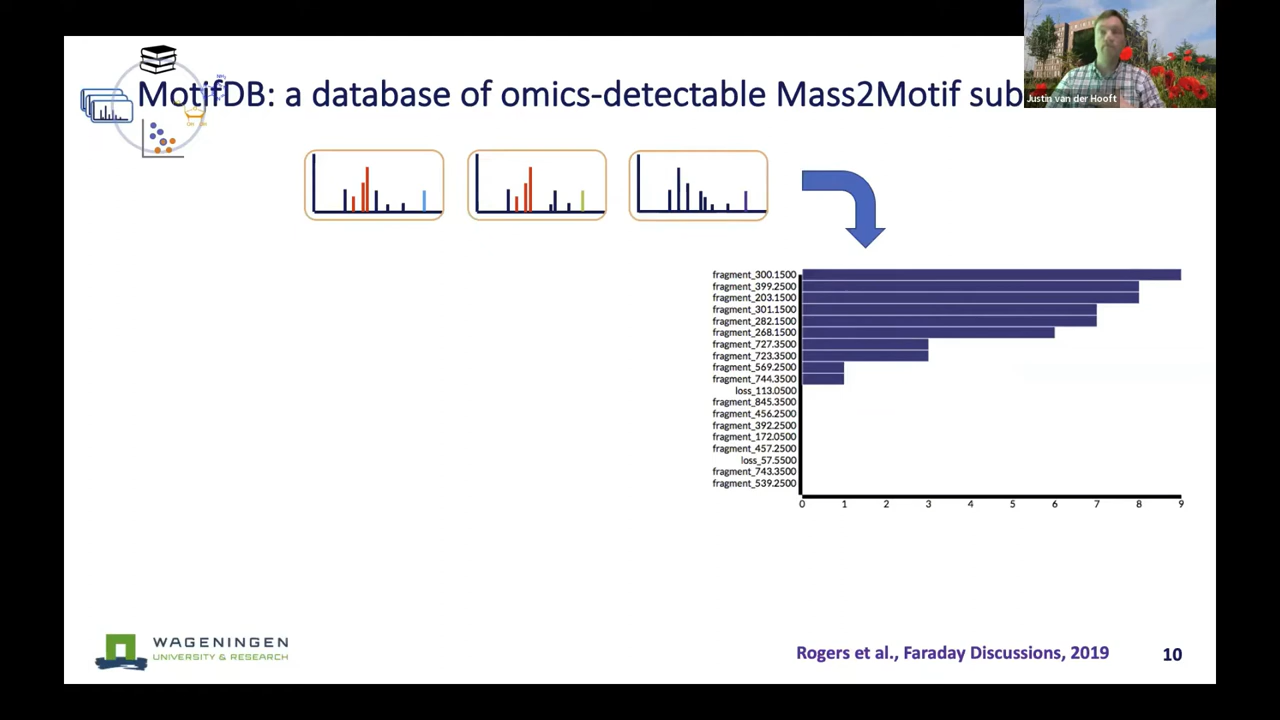 MotifDB: a database of omics-detectable Mass2Motif sub
Justin van der Hooft
fragment_300.1500
fragment_399.2500
fragment_203.1500
fragment_301.1500
fragment_282.1500
fragment_268.1500
fragment_727.3500
fragment_723.3500
fragment_569.2500
fragment_744.3500
loss_113.0500
fragment_845.3500
fragment_456.2500
fragment_392.2500
fragment_172.0500
fragment_457.2500
loss_57.5500
fragment_743.3500
fragment_539.2500
0 1 2 3 4 5 6 7 8 9
WAGENINGEN
UNIVERSITY & RESEARCH
Rogers et al., Faraday Discussions, 2019
10